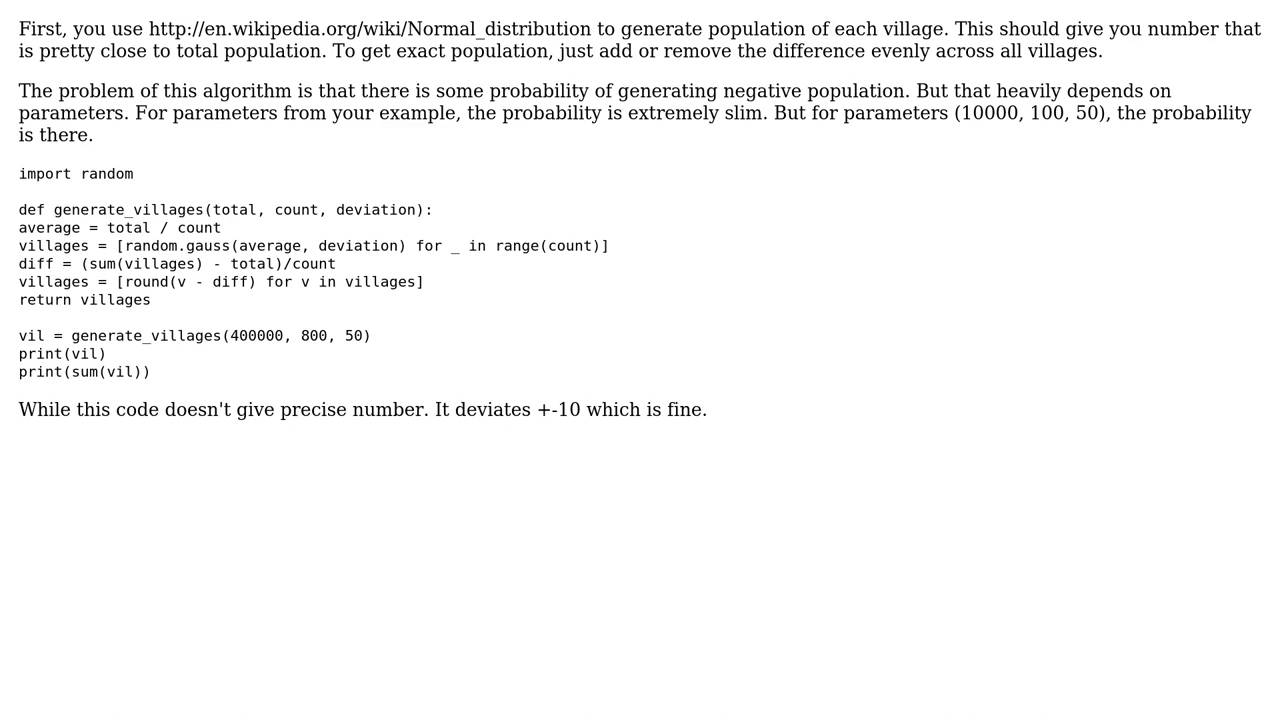 First, you use http://en.wikipedia.org/wiki/Normal_distribution to generate population of each village. This should give you number that
is pretty close to total population. To get exact population, just add or remove the difference evenly across all villages.
The problem of this algorithm is that there is some probability of generating negative population. But that heavily depends on
parameters. For parameters from your example, the probability is extremely slim. But for parameters (10000, 100, 50), the probability
is there.
import random
def generate_villages(total, count, deviation):
average = total / count
villages = [random.gauss(average, deviation) for _ in range(count)]
diff = (sum(villages) - total)/count
villages = [round(v - diff) for v in villages]
return villages
vil = generate_villages(400000, 800, 50)
print(vil)
print(sum(vil))
While this code doesn't give precise number. It deviates +-10 which is fine.